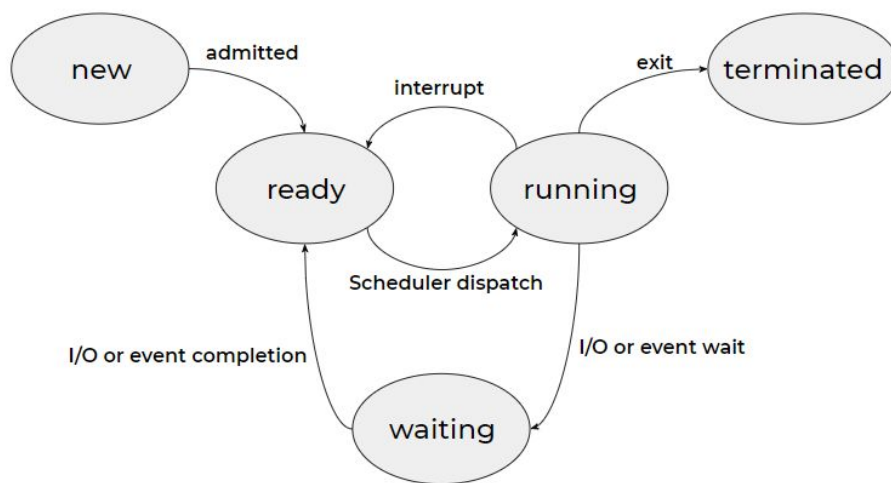 new
admitted
exit
terminated
interrupt
ready
running
Scheduler dispatch
I/O or event completion
I/O or event wait
waiting